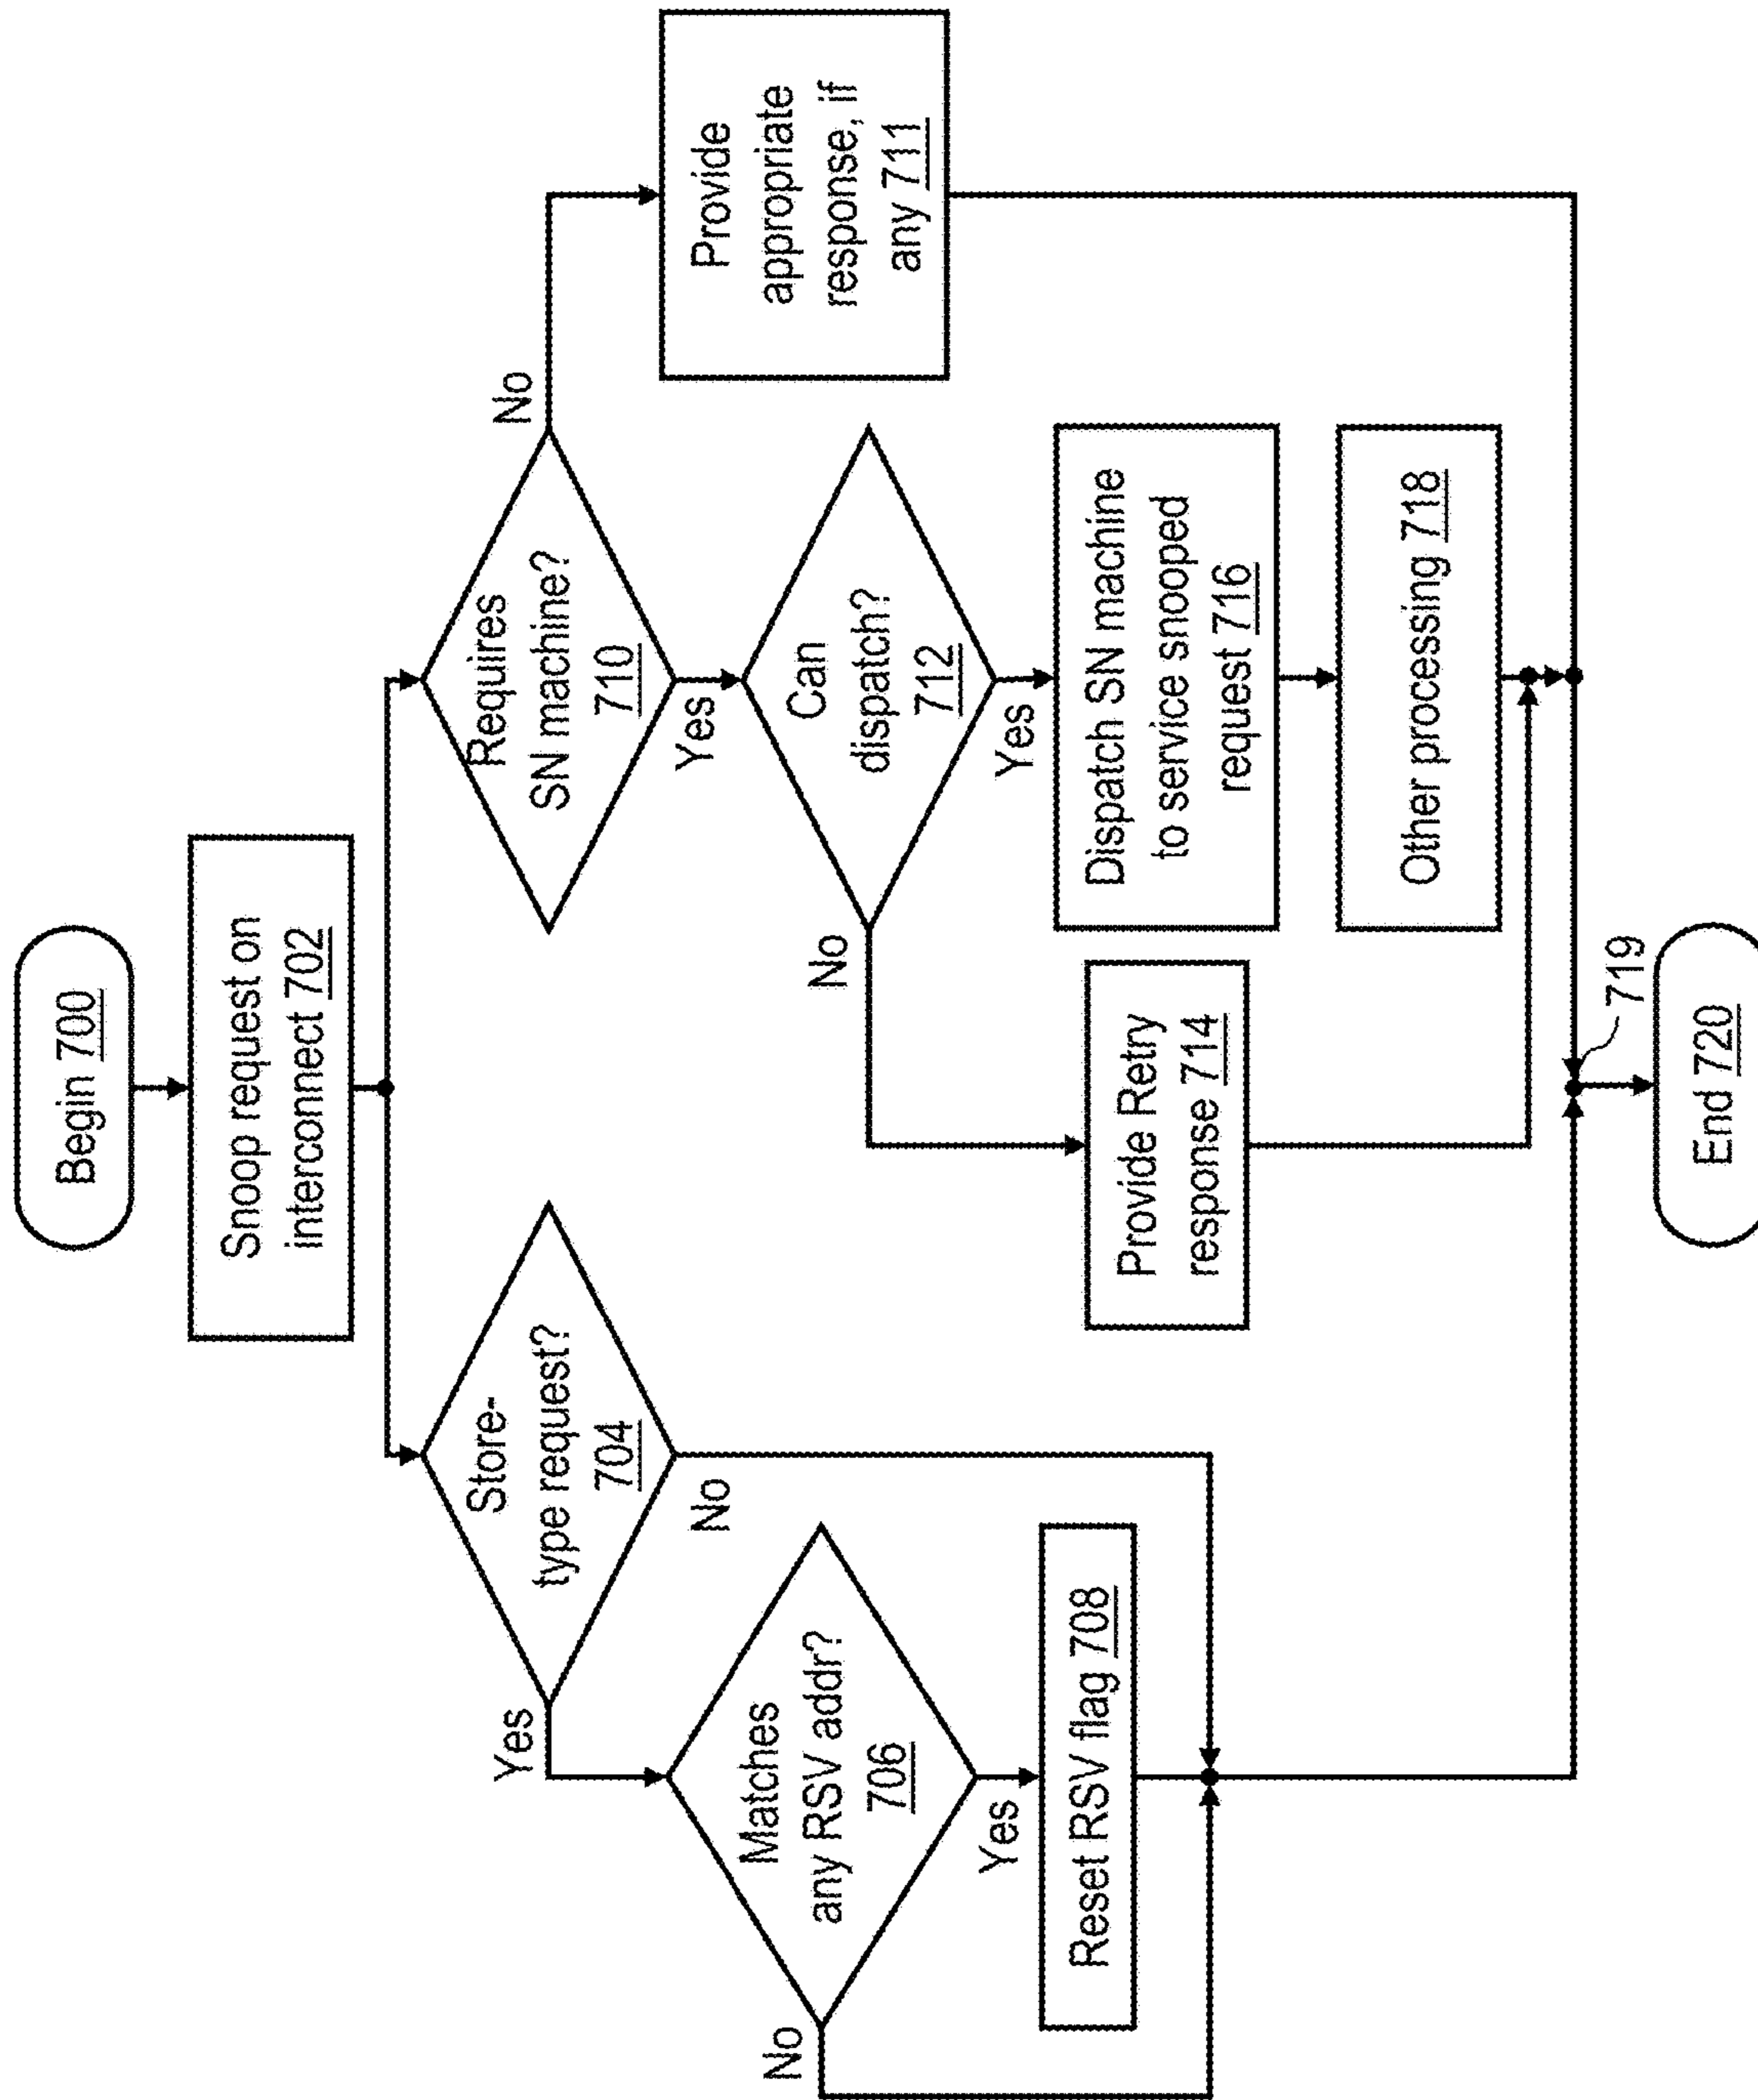 Begin 700
Snoop request on
interconnect 702
Store-
type request?
704
Yes
No
Matches
any RSV addr?
706
No
Yes
Reset RSV flag 708
Requires
SN machine?
710
No
Yes
Provide
appropriate
response, if
any 711
Can
dispatch?
712
No
Yes
Provide Retry
response 714
Dispatch SN machine
to service snooped
request 716
Other processing 718
719
End 720